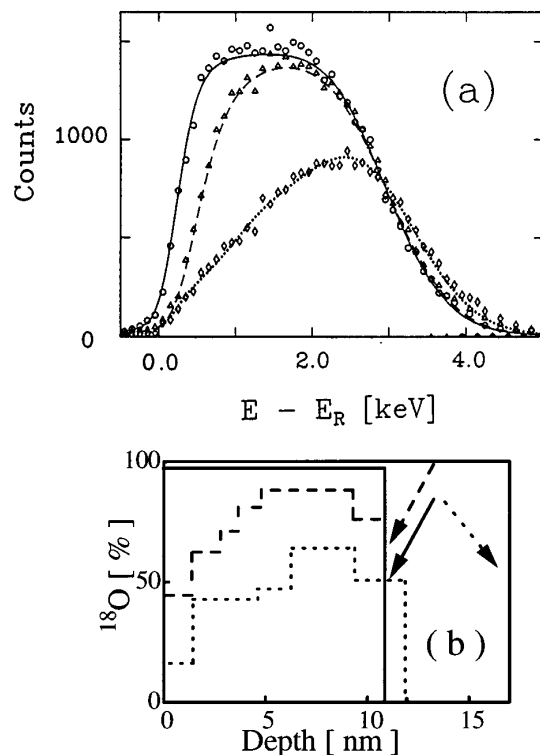 (a)
1000
Counts
0
0.0 2.0 4.0
E - E_R [keV]
100
50
0
¹⁸O [ % ]
(b)
0 5 10 15
Depth [ nm ]